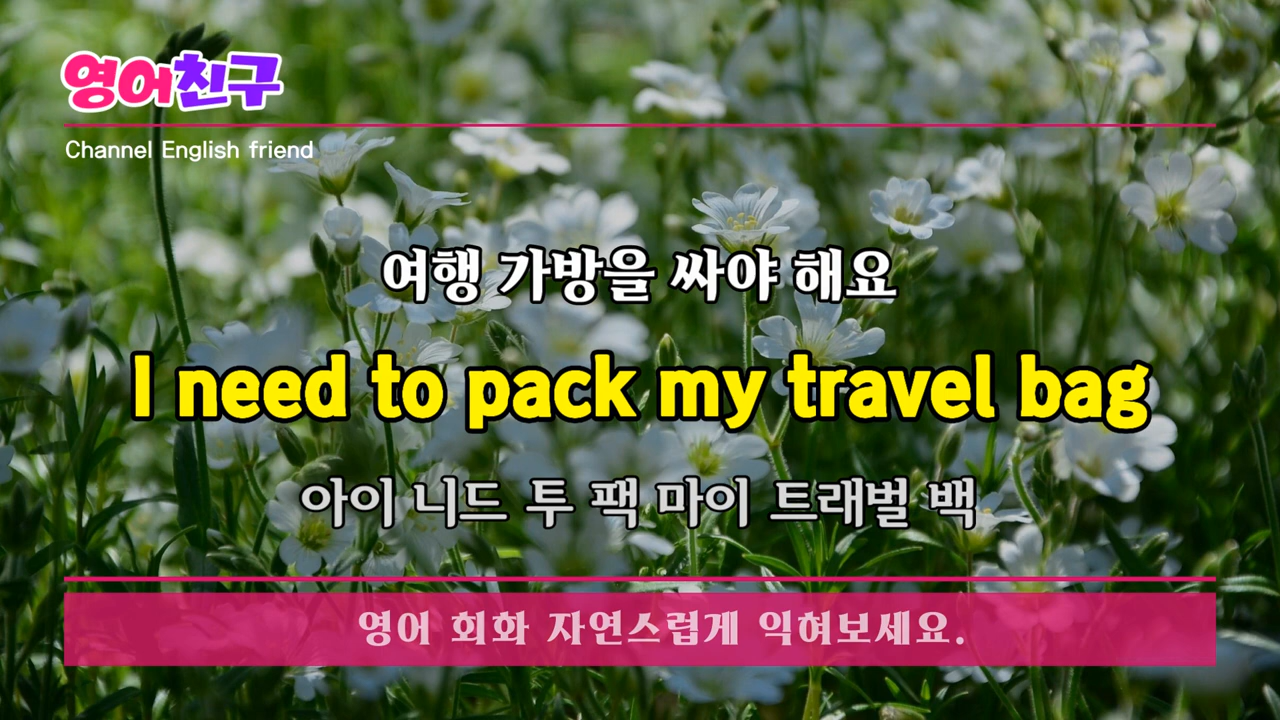 영어친구
Channel English friend
여행 가방을 싸야 해요
I need to pack my travel bag
아이 니드 투 팩 마이 트래벌 백
영어 회화 자연스럽게 익혀보세요.